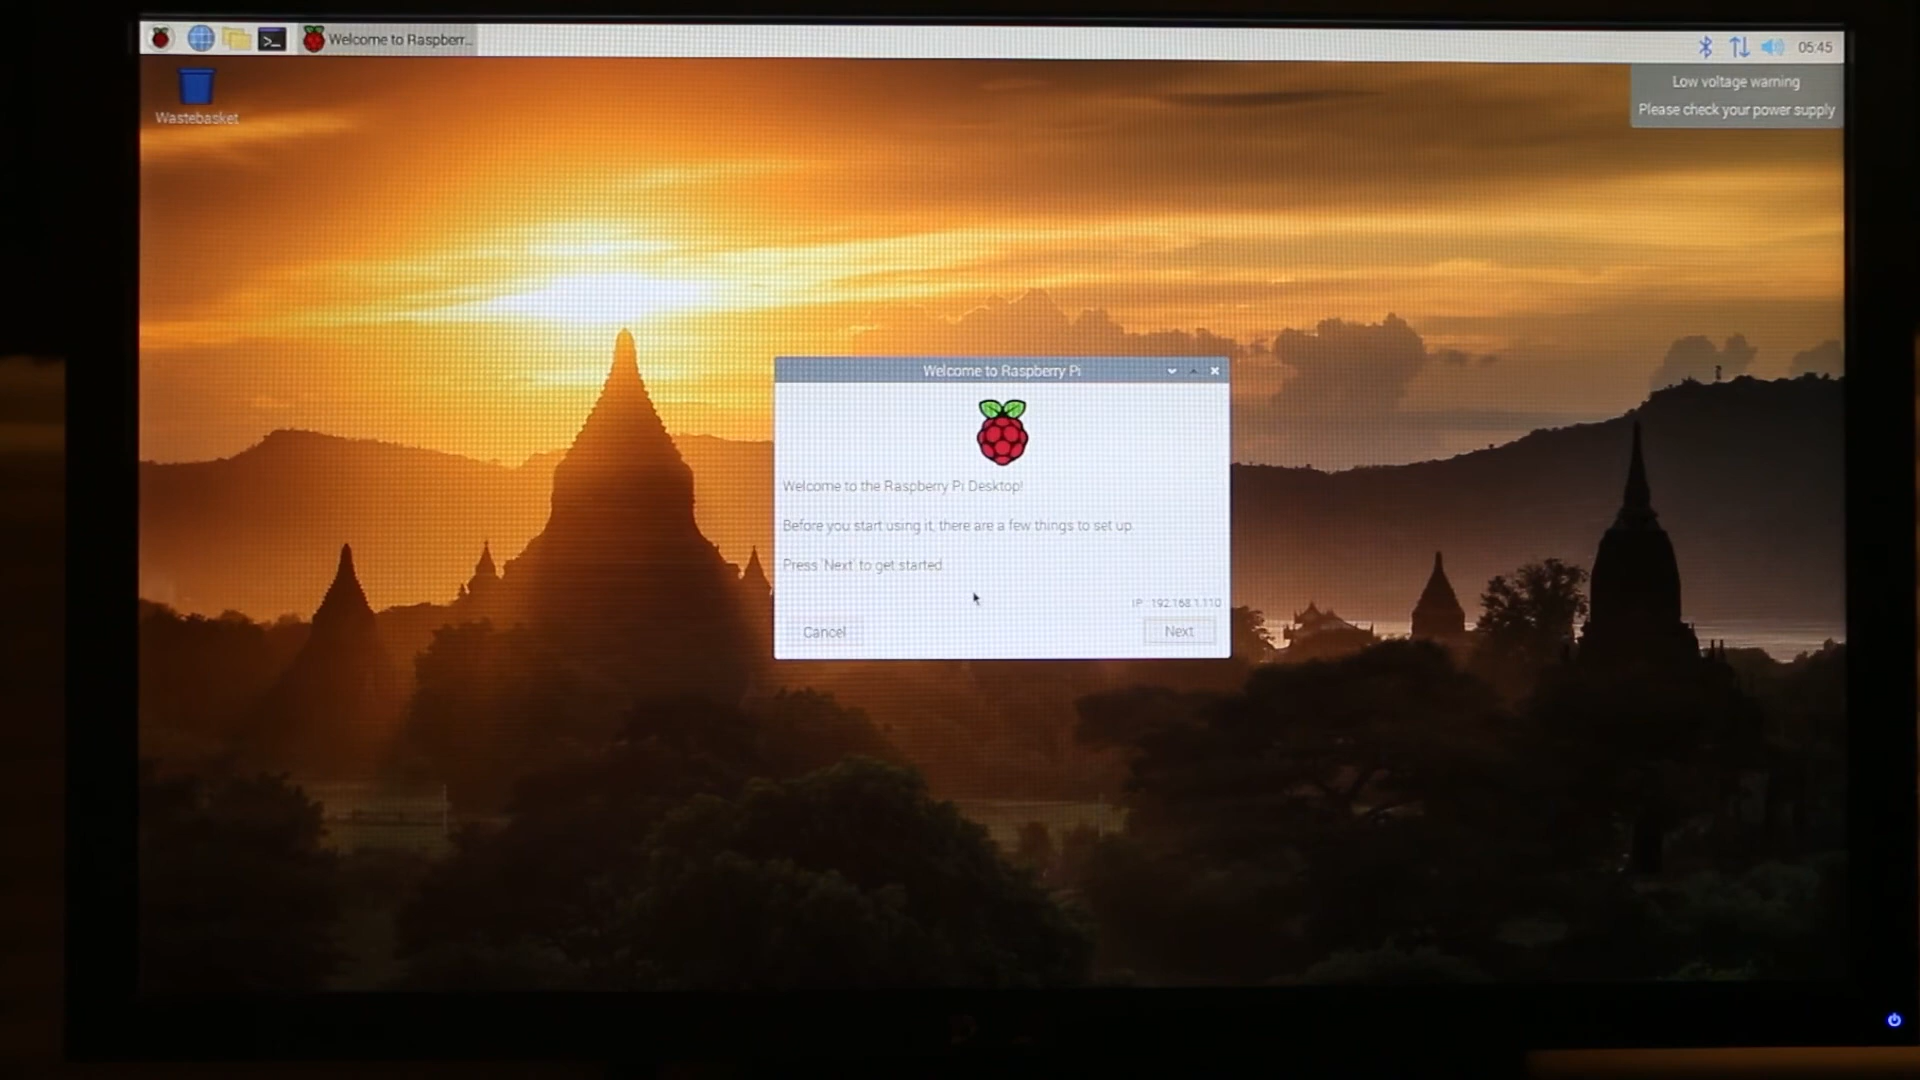 Welcome to Raspberr...
05:45
Low voltage warning
Please check your power supply
Wastebasket
Welcome to Raspberry Pi
Welcome to the Raspberry Pi Desktop!
Before you start using it, there are a few things to set up.
Press 'Next' to get started.
IP : 192.168.1.110
Cancel
Next